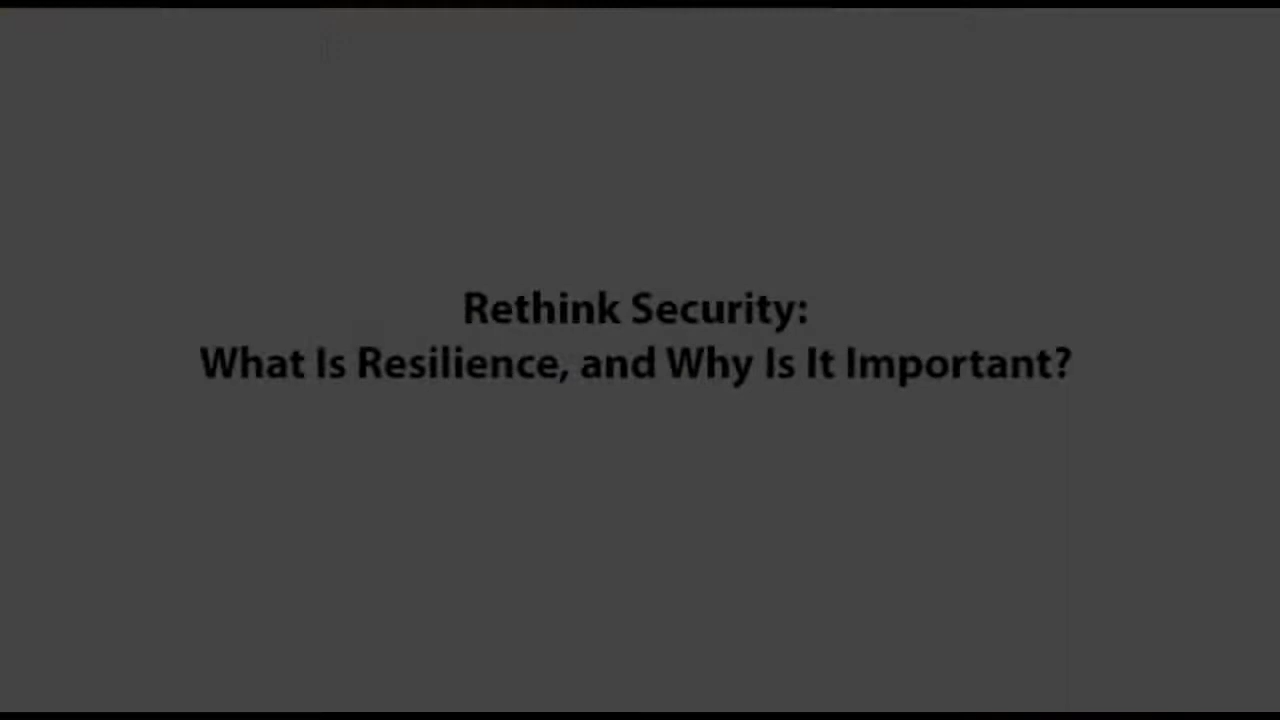 Rethink Security:
What Is Resilience, and Why Is It Important?